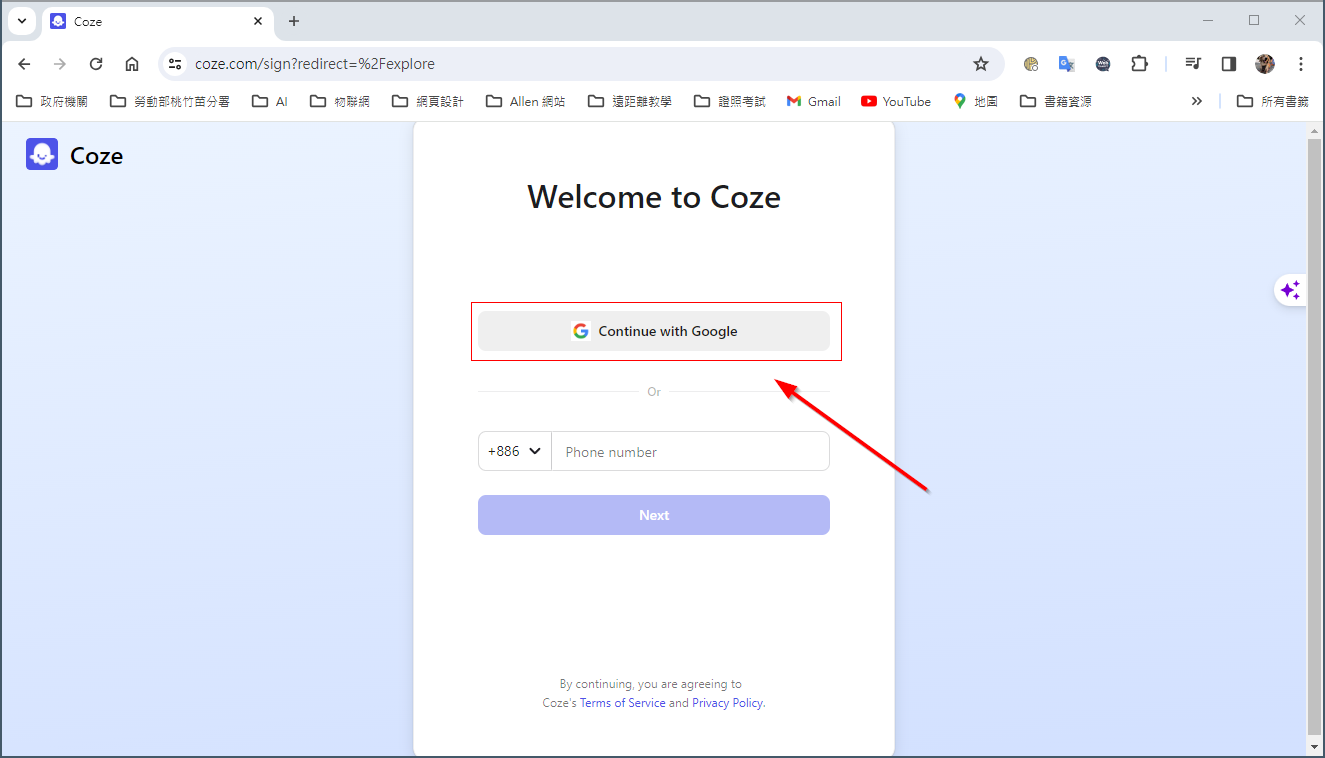 Coze
coze.com/sign?redirect=%2Fexplore
政府機關 勞動部桃竹苗分署 AI 物聯網 網頁設計 Allen 網站 遠距離教學 證照考試 Gmail YouTube 地圖 書籍資源 所有書籤
Coze
Welcome to Coze
Continue with Google
Or
+886 Phone number
Next
By continuing, you are agreeing to
Coze's Terms of Service and Privacy Policy.